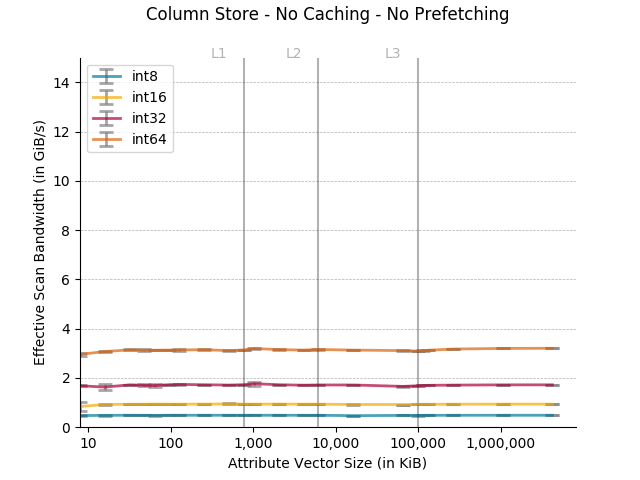 Column Store - No Caching - No Prefetching
L1 L2 L3
int8
int16
int32
int64
Effective Scan Bandwidth (in GiB/s)
14
12
10
8
6
4
2
0
10 100 1,000 10,000 100,000 1,000,000
Attribute Vector Size (in KiB)